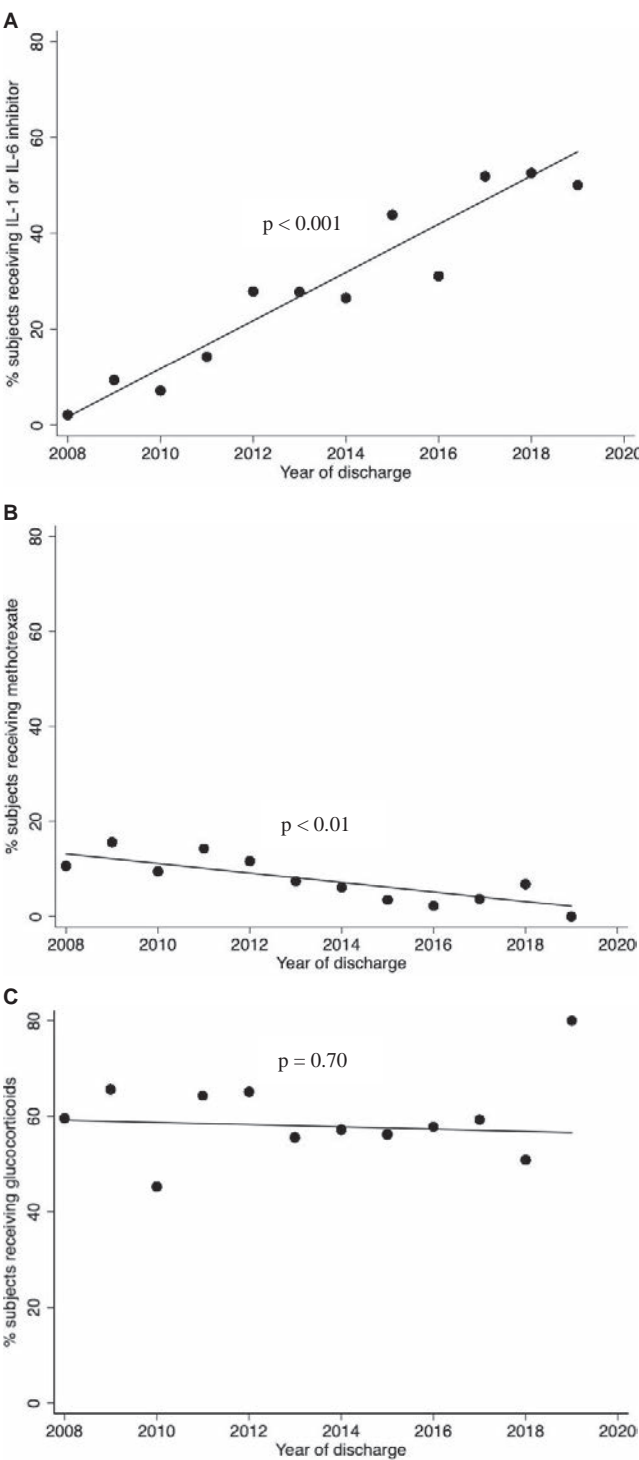 A
% subjects receiving IL-1 or IL-6 inhibitor
80
60
40
20
0
p < 0.001
2008 2010 2012 2014 2016 2018 2020
Year of discharge
B
% subjects receiving methotrexate
80
60
40
20
0
p < 0.01
2008 2010 2012 2014 2016 2018 2020
Year of discharge
C
% subjects receiving glucocorticoids
80
60
40
20
0
p = 0.70
2008 2010 2012 2014 2016 2018 2020
Year of discharge